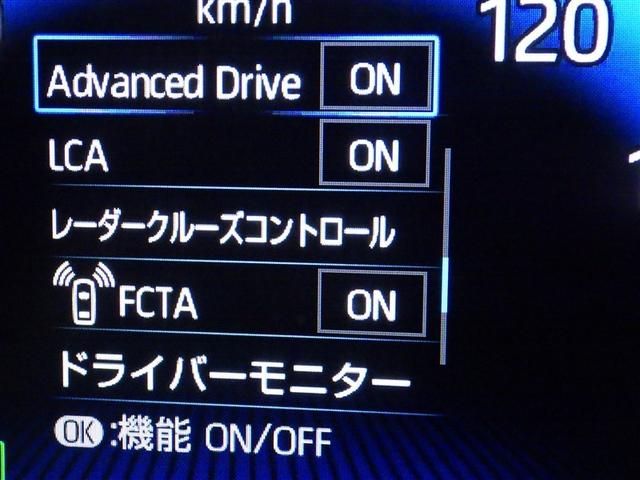 km/h
120
Advanced Drive ON
LCA ON
レーダークルーズコントロール
FCTA ON
ドライバーモニター
OK:機能 ON/OFF